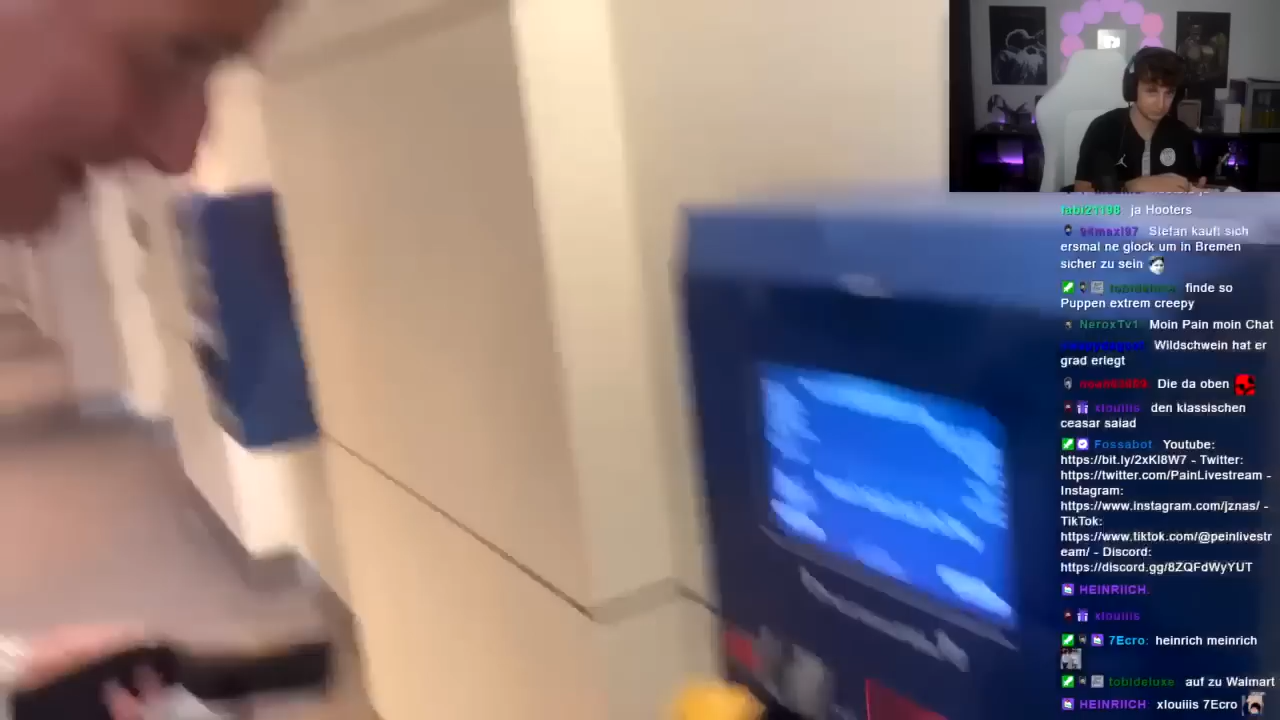 fabi21198 ja Hooters
94maxi97 Stefan kauft sich
ersmal ne glock um in Bremen
sicher zu sein
tobideluxe finde so
Puppen extrem creepy
NeroxTv1 Moin Pain moin Chat
Wildschwein hat er
grad erlegt
Die da oben
xlouiiis den klassischen
ceasar salad
Fossabot Youtube:
https://bit.ly/2xKl8W7 - Twitter:
https://twitter.com/PainLivestream -
Instagram:
https://www.instagram.com/jznas/ -
TikTok:
https://www.tiktok.com/@peinlivestr
eam/ - Discord:
https://discord.gg/8ZQFdWyYUT
HEINRIICH:
xlouiiis
7Ecro: heinrich meinrich
tobideluxe auf zu Walmart
HEINRIICH: xlouiiis 7Ecro